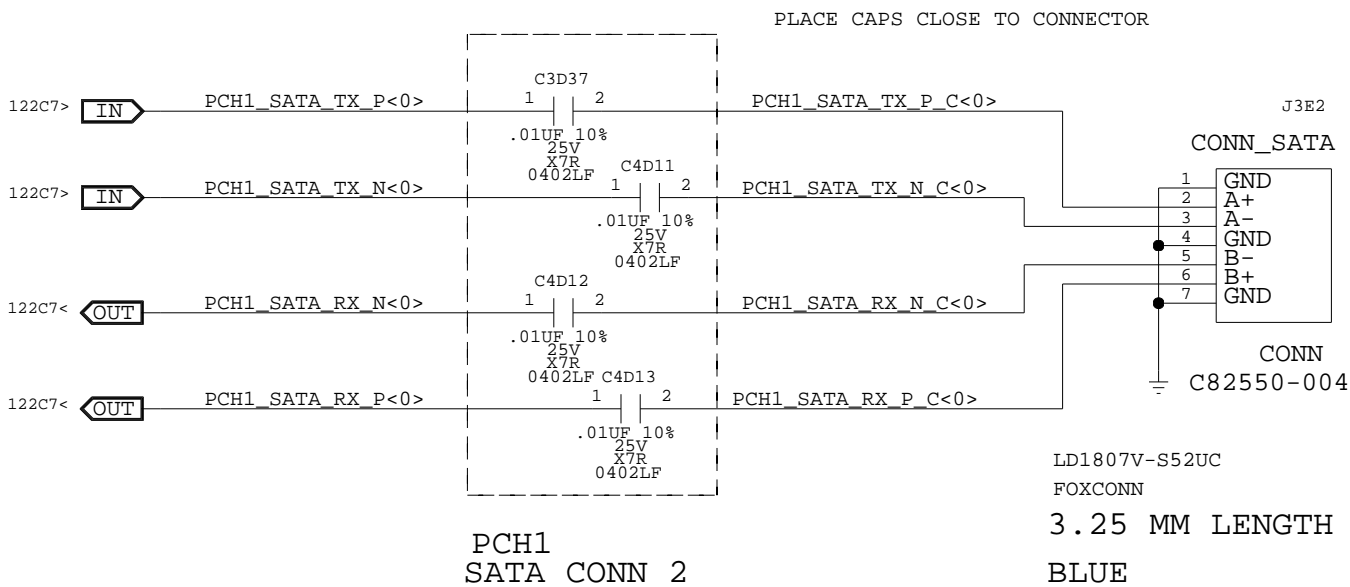 PLACE CAPS CLOSE TO CONNECTOR
C3D37
122C7> IN PCH1_SATA_TX_P<0> 1 2 PCH1_SATA_TX_P_C<0>
.01UF 10%
25V
X7R
0402LF
J3E2
CONN_SATA
C4D11
122C7> IN PCH1_SATA_TX_N<0> 1 2 PCH1_SATA_TX_N_C<0>
.01UF 10%
25V
X7R
0402LF
1 GND
2 A+
3 A-
4 GND
5 B-
6 B+
7 GND
C4D12
122C7< OUT PCH1_SATA_RX_N<0> 1 2 PCH1_SATA_RX_N_C<0>
.01UF 10%
25V
X7R
0402LF
CONN
C82550-004
C4D13
122C7< OUT PCH1_SATA_RX_P<0> 1 2 PCH1_SATA_RX_P_C<0>
.01UF 10%
25V
X7R
0402LF
LD1807V-S52UC
FOXCONN
3.25 MM LENGTH
BLUE
PCH1
SATA CONN 2